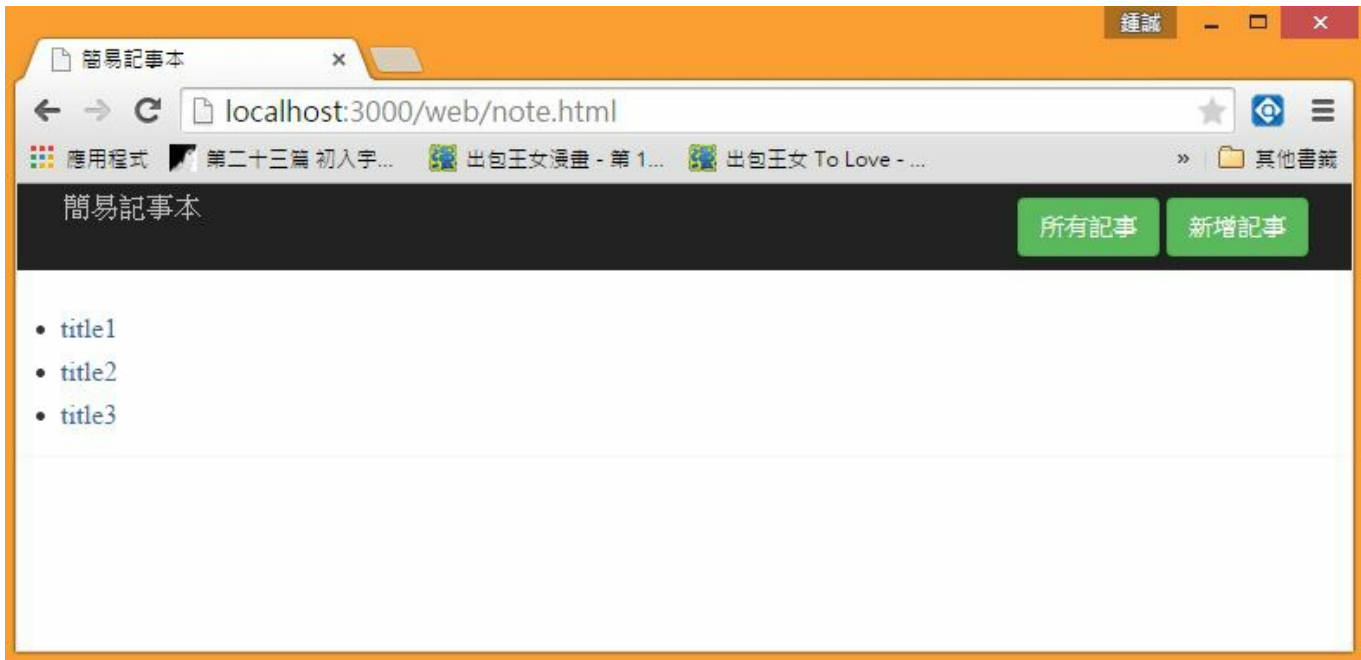 鍾誠
簡易記事本
localhost:3000/web/note.html
應用程式 第二十三篇 初入宇... 出包王女漫畫 - 第 1... 出包王女 To Love - ... » 其他書籤
簡易記事本 所有記事 新增記事
• title1
• title2
• title3